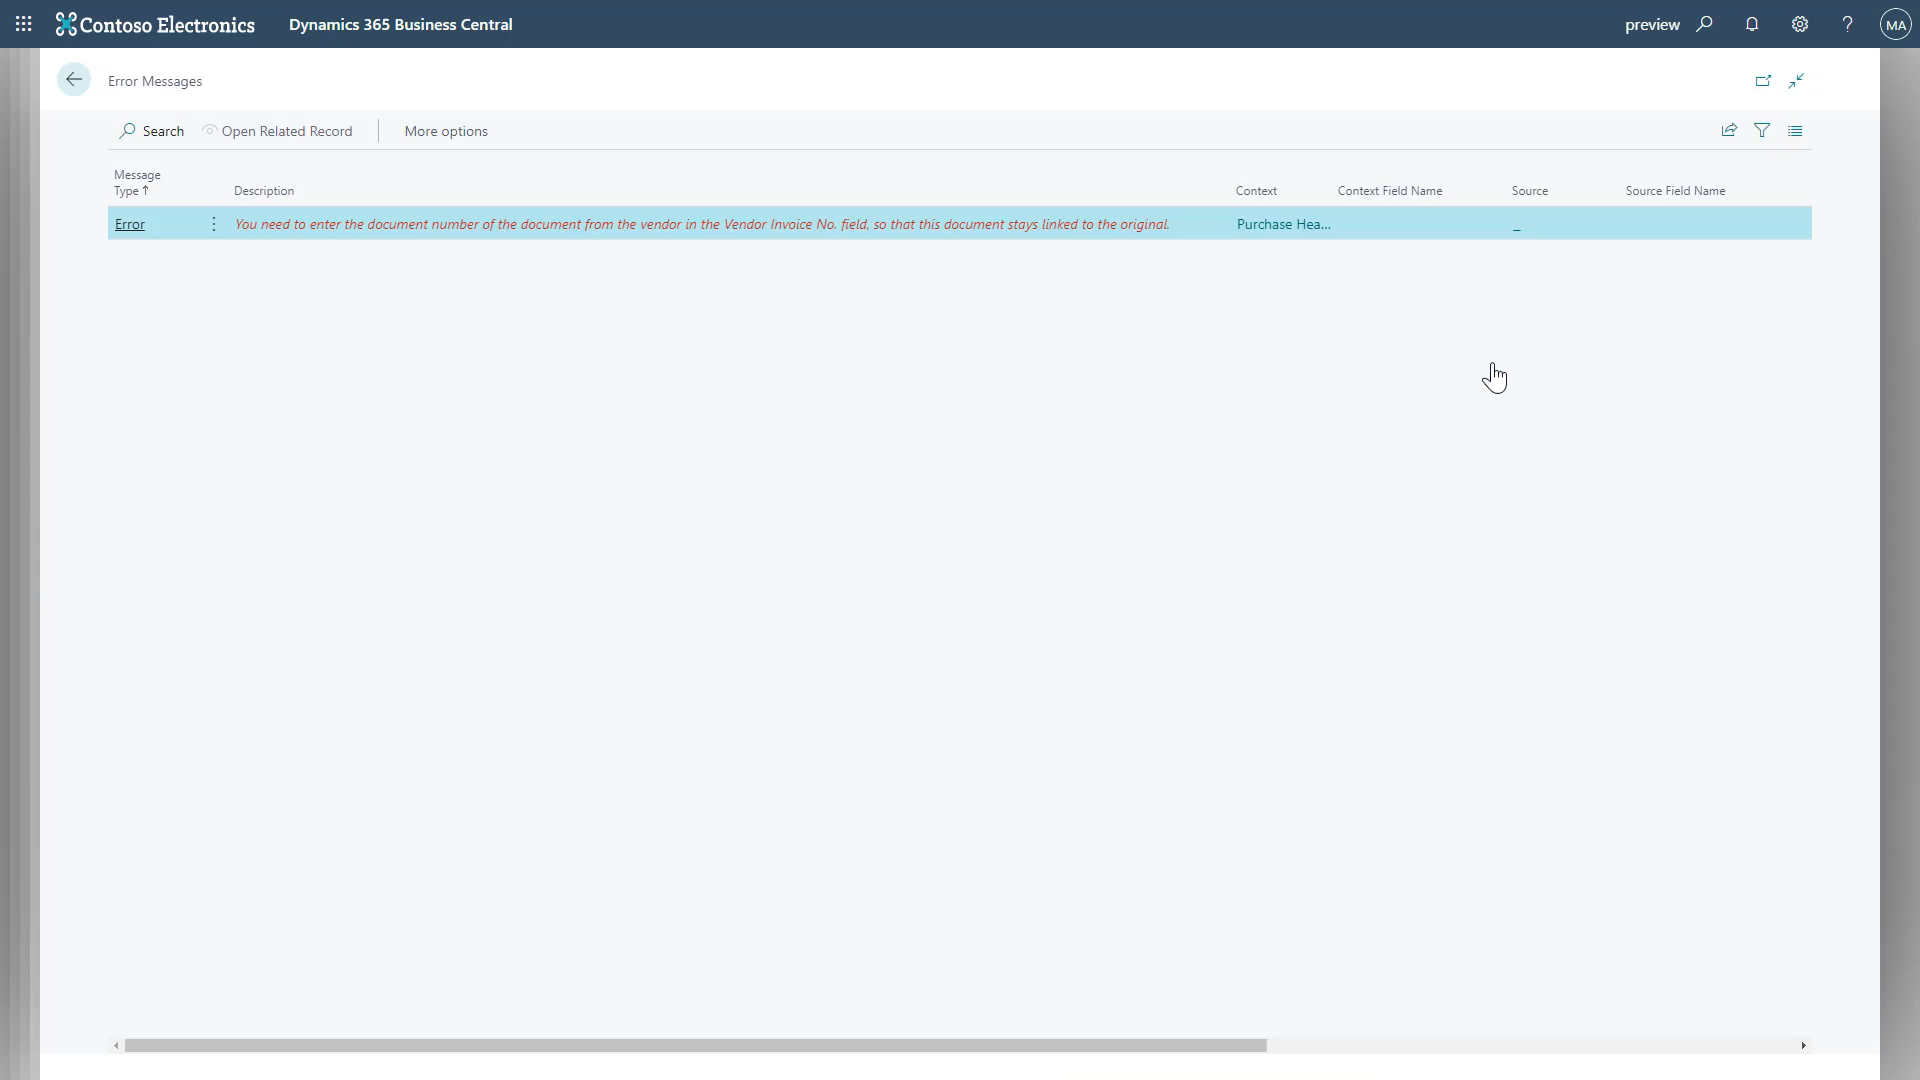 Contoso Electronics Dynamics 365 Business Central preview ? MA
Error Messages
Search Open Related Record More options
Message
Type ↑ Description Context Context Field Name Source Source Field Name
Error You need to enter the document number of the document from the vendor in the Vendor Invoice No. field, so that this document stays linked to the original. Purchase Hea... _